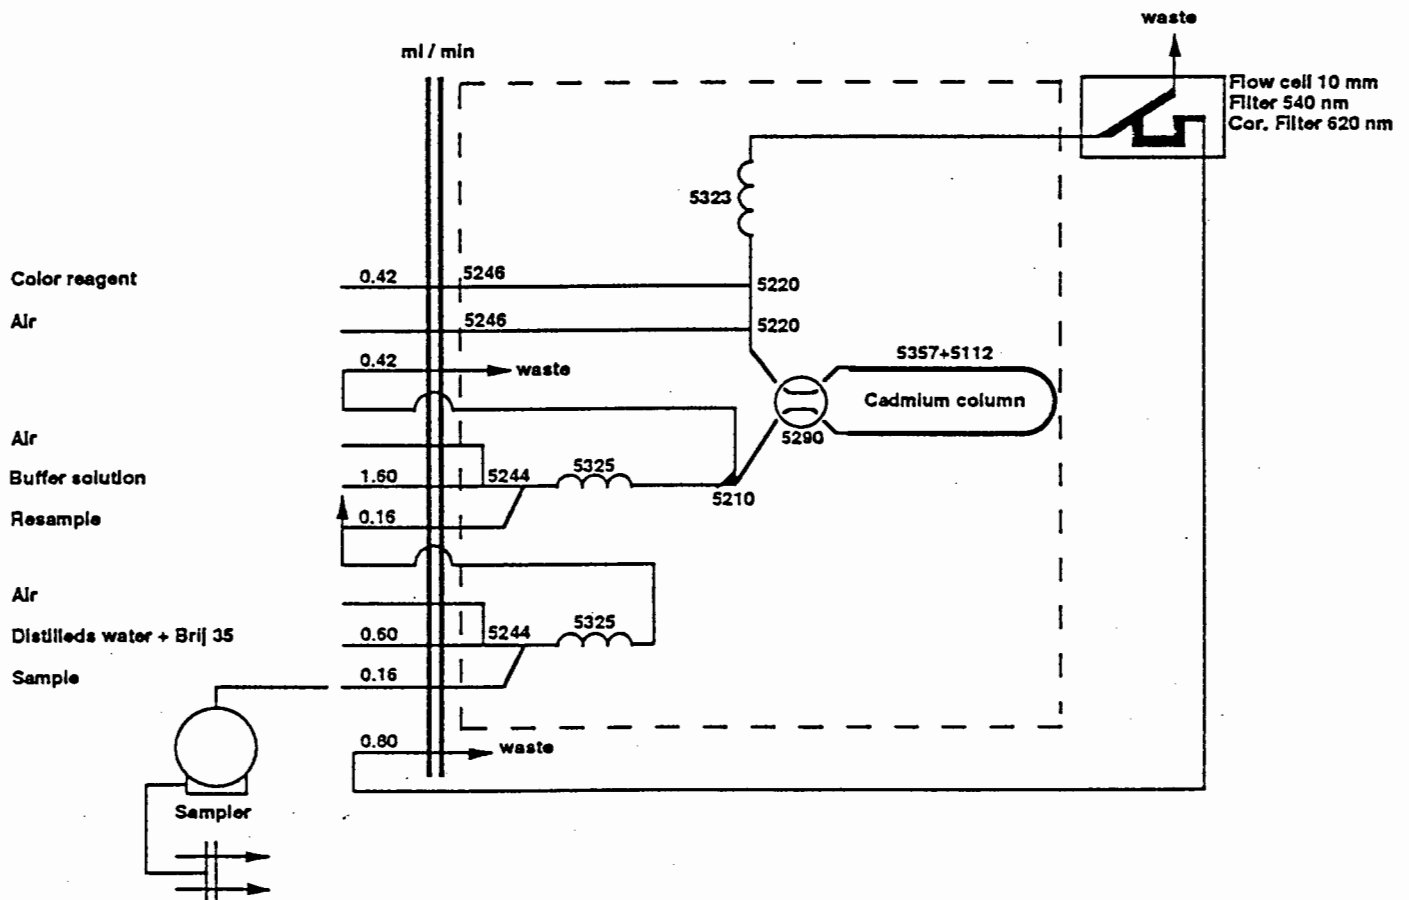 waste
ml / min
Flow cell 10 mm
Filter 540 nm
Cor. Filter 620 nm
5323
Color reagent 0.42 5246 5220
Air 5246 5220
0.42 waste
5357+5112
Cadmium column
5290
Air
Buffer solution 1.60 5244 5325
5210
Resample 0.16
Air
Distilleds water + Brij 35 0.60 5244 5325
Sample 0.16
0.80 waste
Sampler